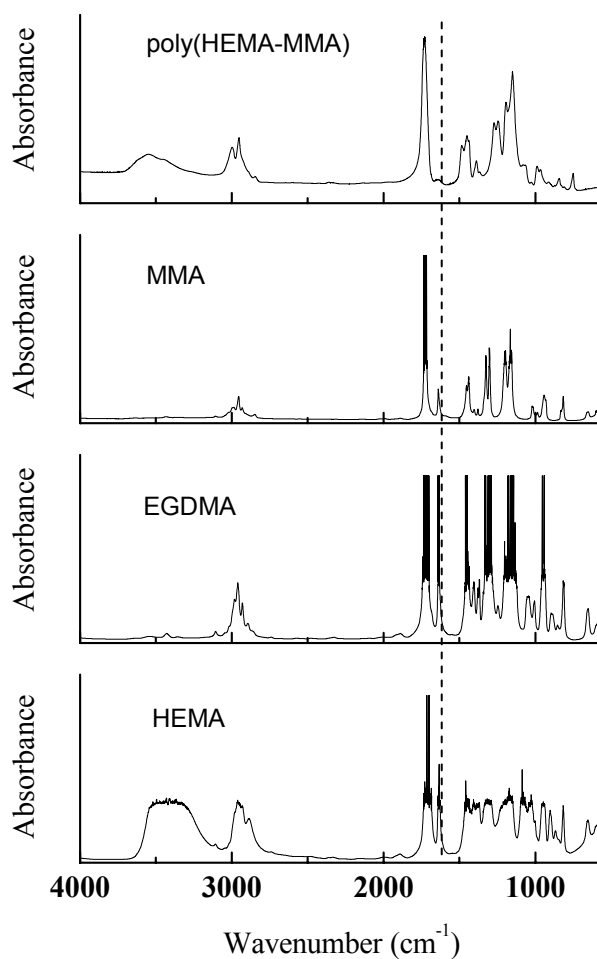 poly(HEMA-MMA)
Absorbance
MMA
Absorbance
EGDMA
Absorbance
HEMA
Absorbance
4000 3000 2000 1000
Wavenumber (cm⁻¹)